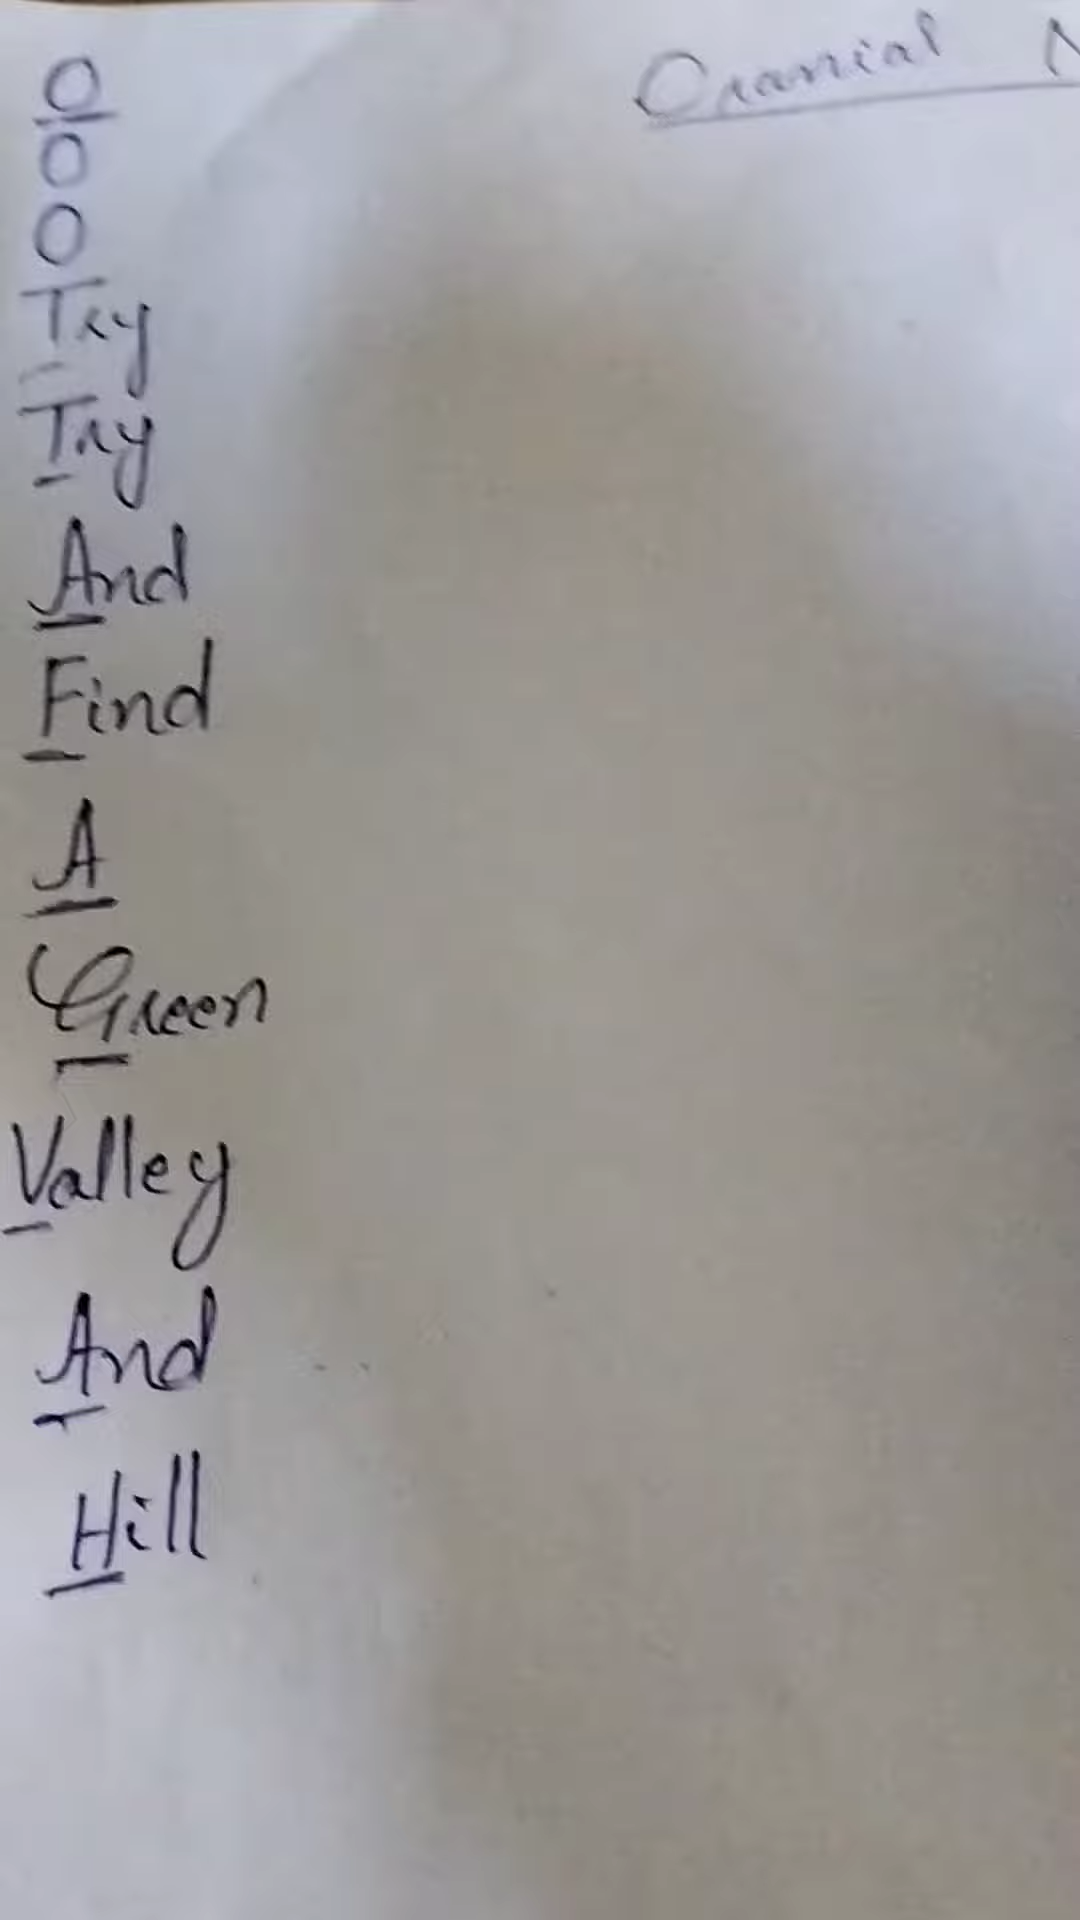 Cranial N
O
O
O
Try
Try
And
Find
A
Green
Valley
And
Hill